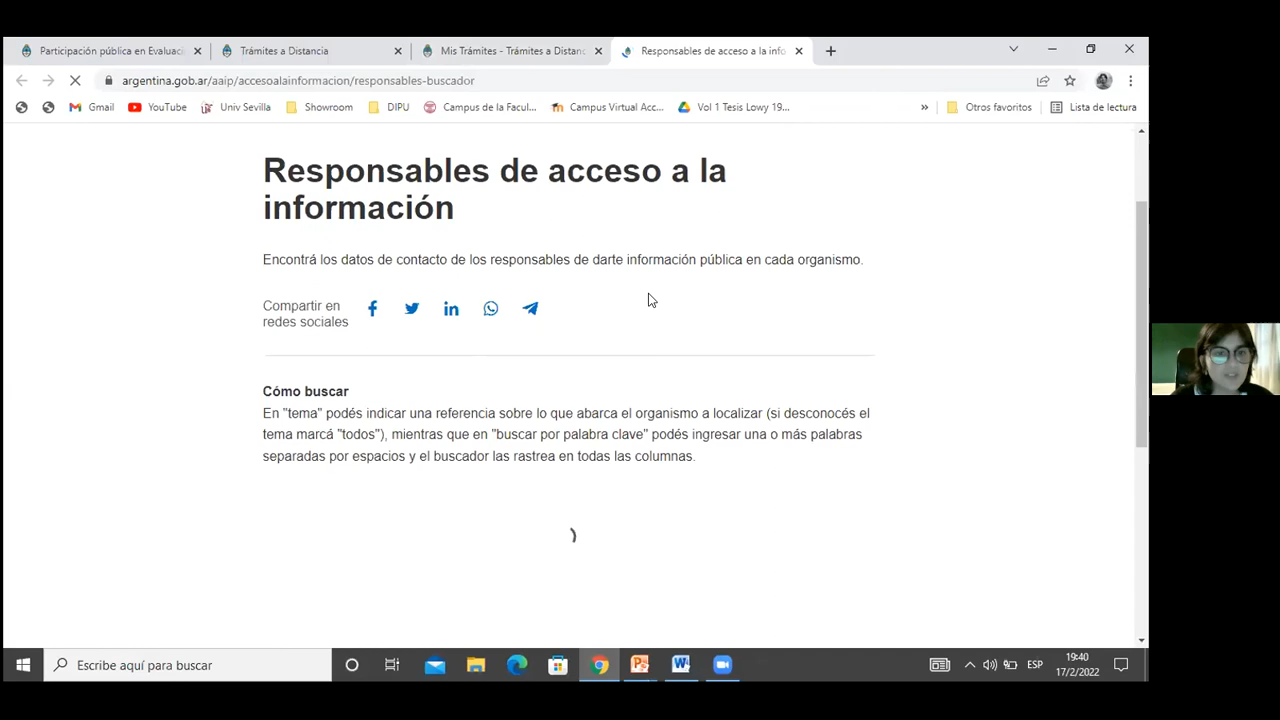 Participación pública en Evaluaci
Trámites a Distancia
Mis Trámites - Trámites a Distanc
Responsables de acceso a la info
argentina.gob.ar/aaip/accesoalainformacion/responsables-buscador
Gmail
YouTube
Univ Sevilla
Showroom
DIPU
Campus de la Facul...
Campus Virtual Acc...
Vol 1 Tesis Lowy 19...
»
Otros favoritos
Lista de lectura
Responsables de acceso a la
información
Encontrá los datos de contacto de los responsables de darte información pública en cada organismo.
Compartir en
redes sociales
Cómo buscar
En "tema" podés indicar una referencia sobre lo que abarca el organismo a localizar (si desconocés el
tema marcá "todos"), mientras que en "buscar por palabra clave" podés ingresar una o más palabras
separadas por espacios y el buscador las rastrea en todas las columnas.
Escribe aquí para buscar
ESP
19:40
17/2/2022